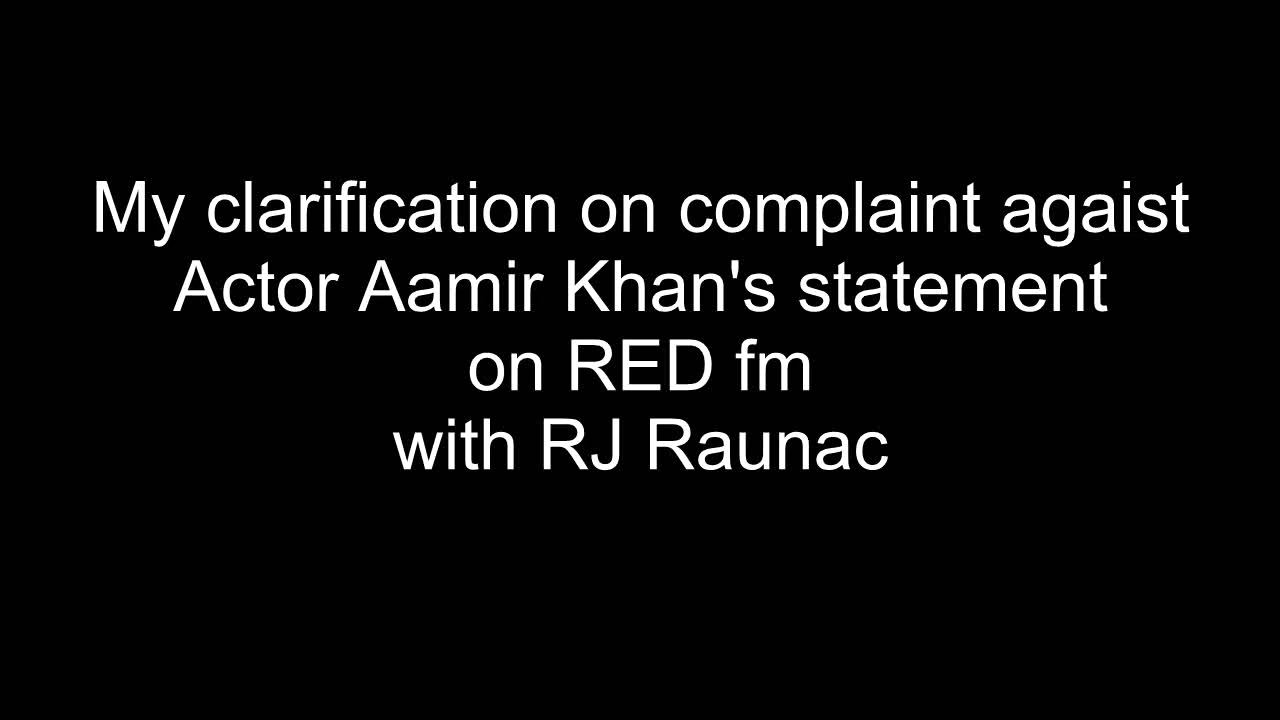 My clarification on complaint agaist
Actor Aamir Khan's statement
on RED fm
with RJ Raunac